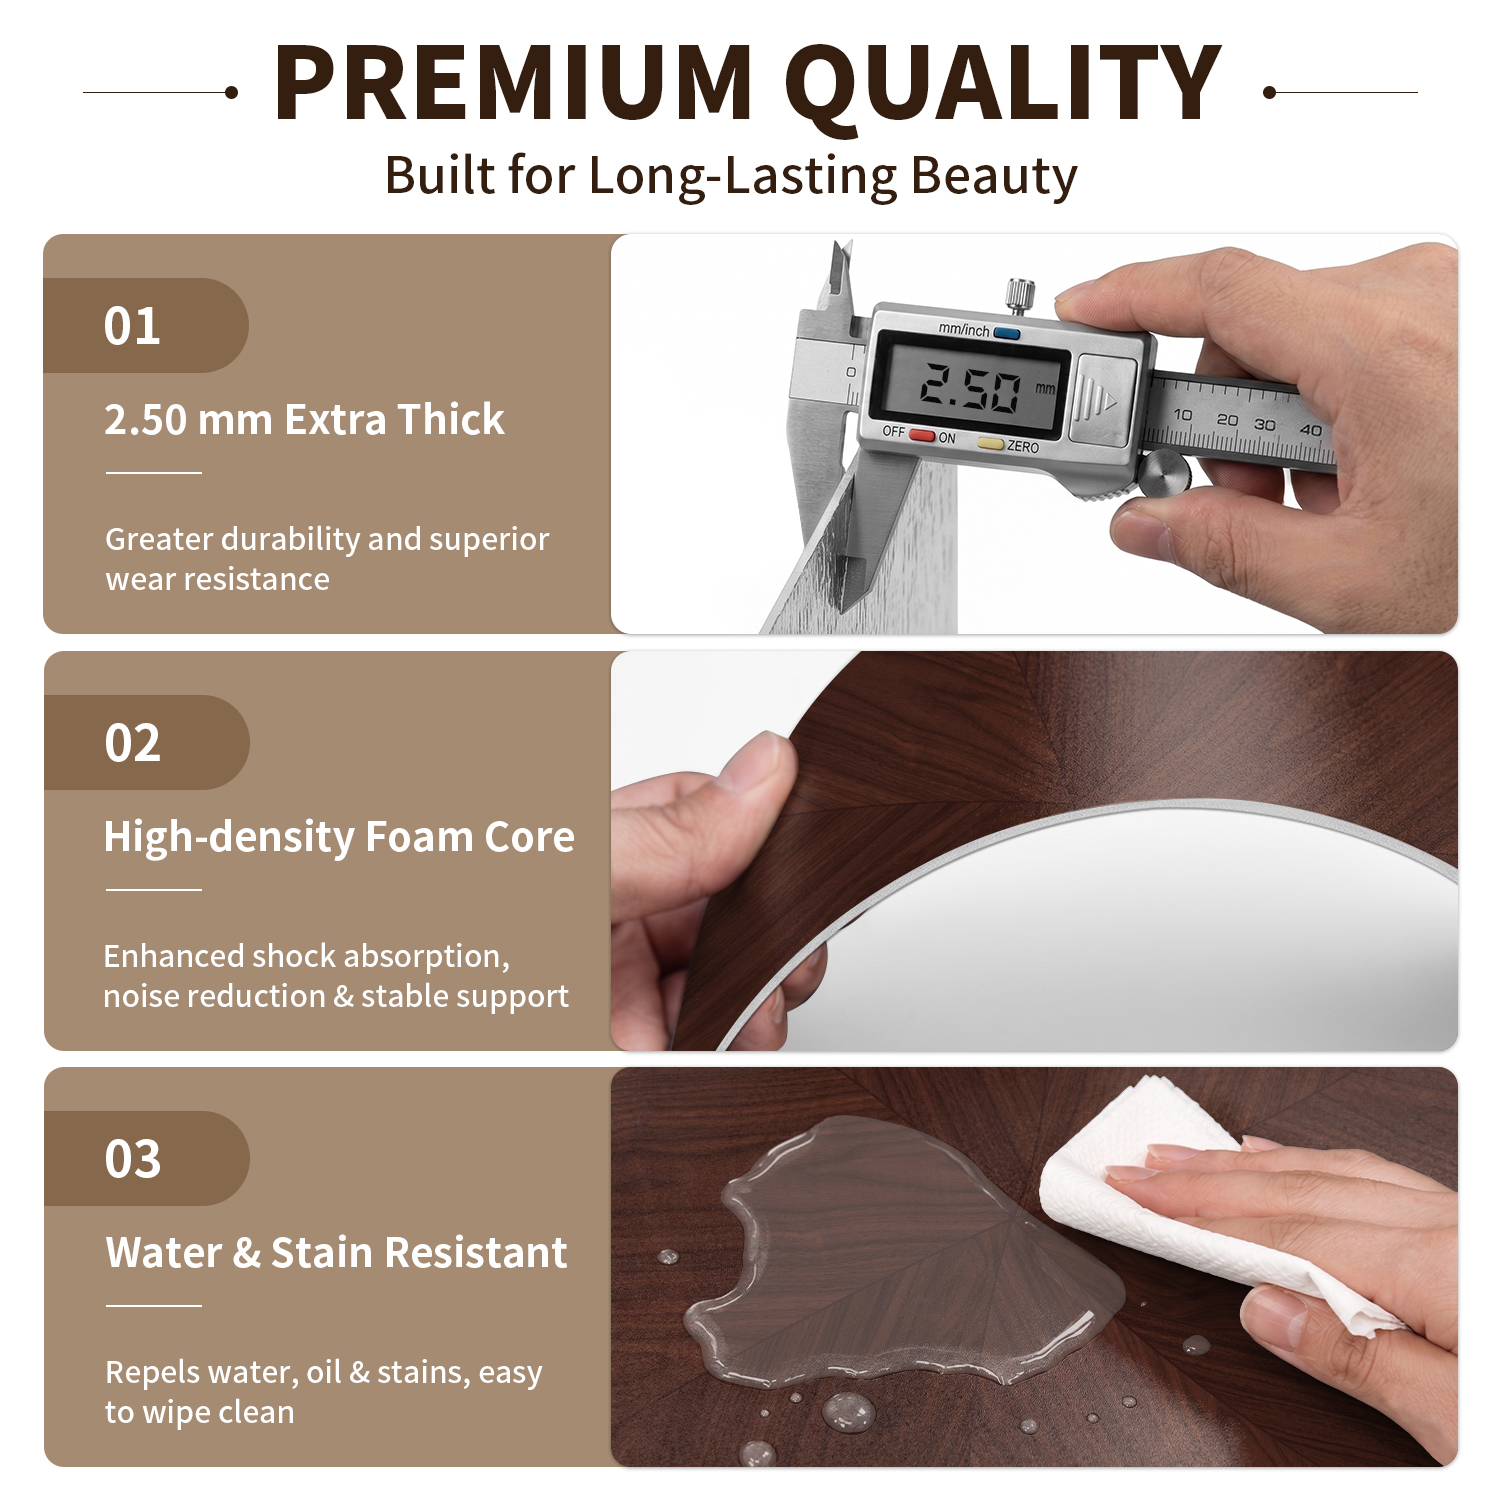 PREMIUM QUALITY
Built for Long-Lasting Beauty
01
2.50 mm Extra Thick
Greater durability and superior
wear resistance
mm/inch
2.50 mm
OFF ON ZERO
0
10 20 30 40
02
High-density Foam Core
Enhanced shock absorption,
noise reduction & stable support
03
Water & Stain Resistant
Repels water, oil & stains, easy
to wipe clean